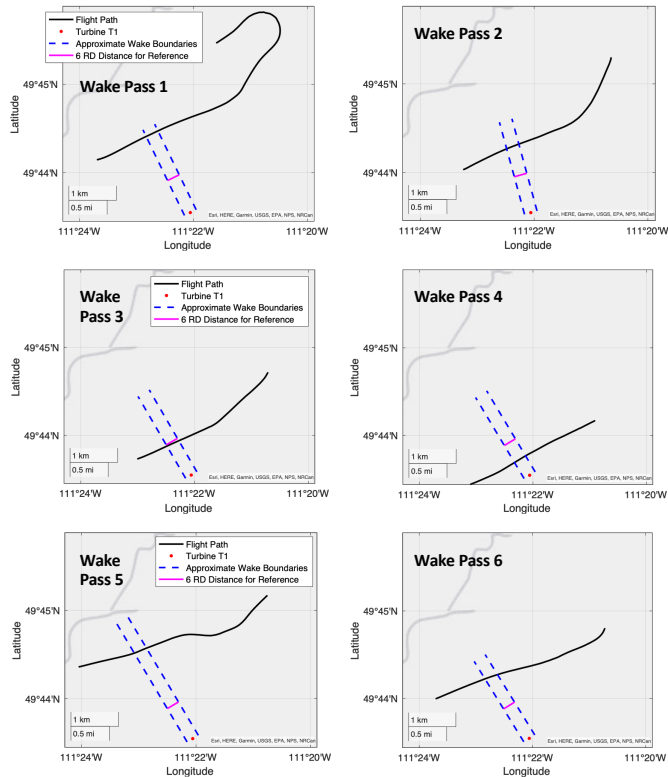 Flight Path
Turbine T1
Approximate Wake Boundaries
6 RD Distance for Reference
Wake Pass 1
49°45'N
49°44'N
Latitude
1 km
0.5 mi
Esri, HERE, Garmin, USGS, EPA, NPS, NRCan
111°24'W
111°22'W
111°20'W
Longitude
Wake Pass 2
49°45'N
49°44'N
Latitude
1 km
0.5 mi
Esri, HERE, Garmin, USGS, EPA, NPS, NRCan
111°24'W
111°22'W
111°20'W
Longitude
Wake
Pass 3
Flight Path
Turbine T1
Approximate Wake Boundaries
6 RD Distance for Reference
49°45'N
49°44'N
Latitude
1 km
0.5 mi
Esri, HERE, Garmin, USGS, EPA, NPS, NRCan
111°24'W
111°22'W
111°20'W
Longitude
Wake Pass 4
49°45'N
49°44'N
Latitude
1 km
0.5 mi
Esri, HERE, Garmin, USGS, EPA, NPS, NRCan
111°24'W
111°22'W
111°20'W
Longitude
Wake
Pass 5
Flight Path
Turbine T1
Approximate Wake Boundaries
6 RD Distance for Reference
49°45'N
49°44'N
Latitude
1 km
0.5 mi
Esri, HERE, Garmin, USGS, EPA, NPS, NRCan
111°24'W
111°22'W
111°20'W
Longitude
Wake Pass 6
49°45'N
49°44'N
Latitude
1 km
0.5 mi
Esri, HERE, Garmin, USGS, EPA, NPS, NRCan
111°24'W
111°22'W
111°20'W
Longitude